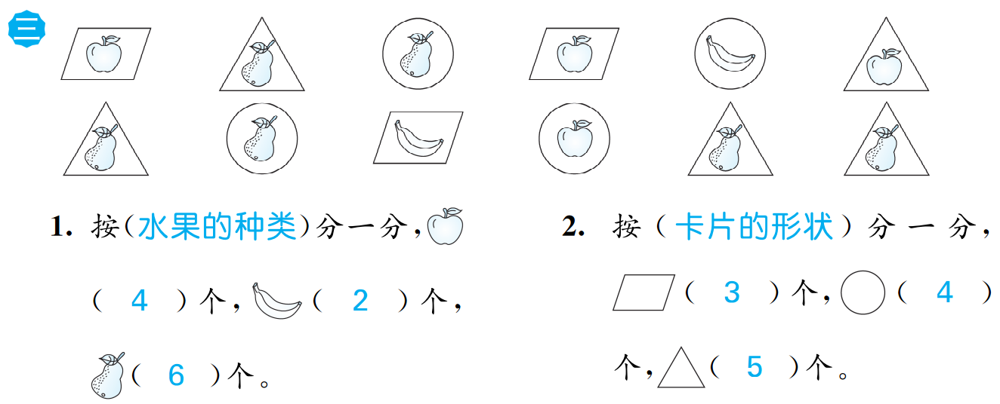 三
1. 按(水果的种类)分一分,
( 4 )个, ( 2 )个,
( 6 )个。
2. 按(卡片的形状)分一分,
( 3 )个, ( 4 )
个, ( 5 )个。